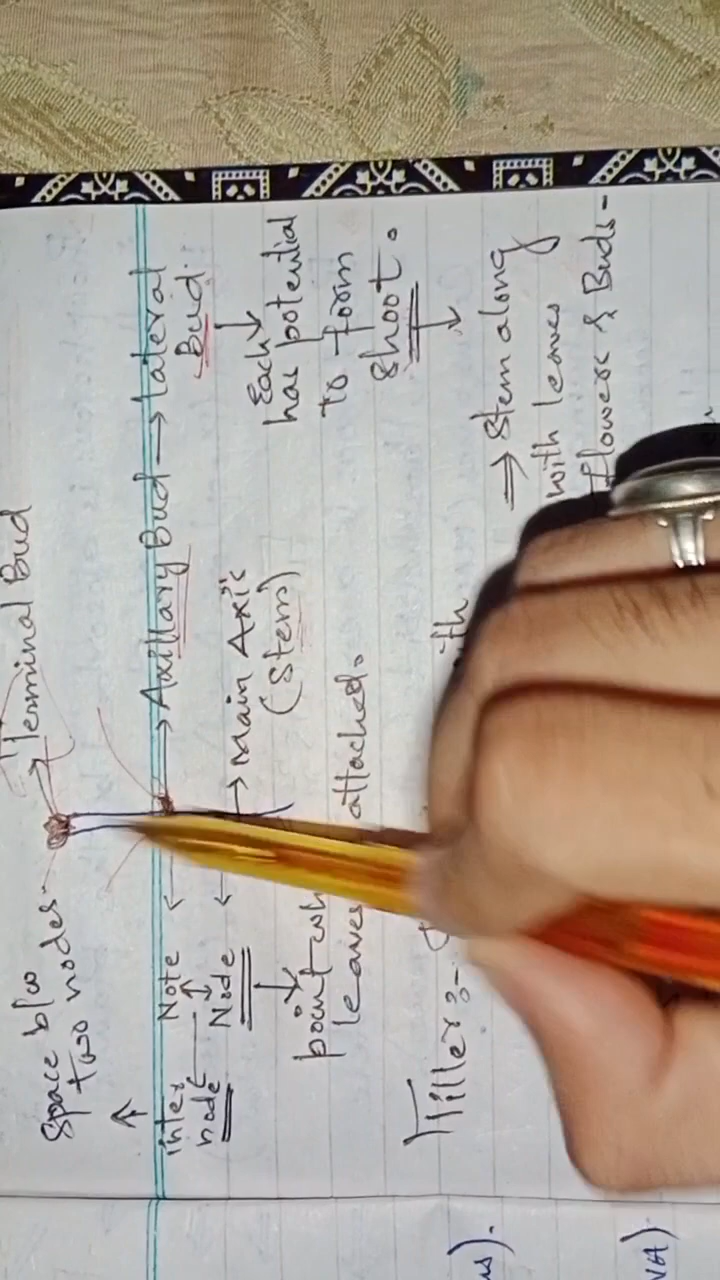 Terminal Bud
Space b/w
two nodes
Note
Axillary Bud → Lateral
Bud
inter
node
Node
Main Axis
(Stem)
Each
has potential
to form
shoot.
point
leaves attached.
Tiller:-
⇒ Stem along
with leaves
flowers & Buds-